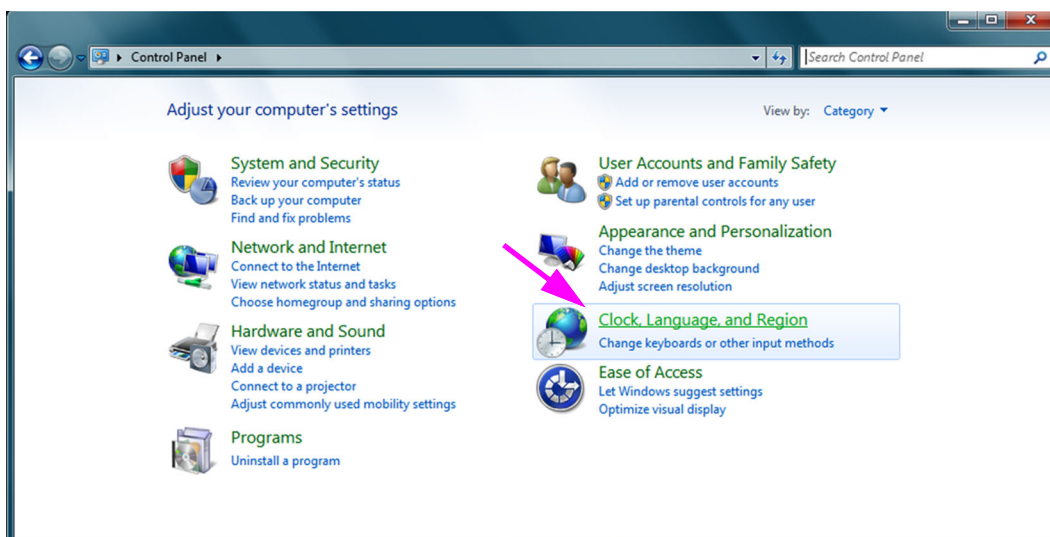 Control Panel
Search Control Panel
Adjust your computer's settings
View by: Category
System and Security
Review your computer's status
Back up your computer
Find and fix problems
Network and Internet
Connect to the Internet
View network status and tasks
Choose homegroup and sharing options
Hardware and Sound
View devices and printers
Add a device
Connect to a projector
Adjust commonly used mobility settings
Programs
Uninstall a program
User Accounts and Family Safety
Add or remove user accounts
Set up parental controls for any user
Appearance and Personalization
Change the theme
Change desktop background
Adjust screen resolution
Clock, Language, and Region
Change keyboards or other input methods
Ease of Access
Let Windows suggest settings
Optimize visual display